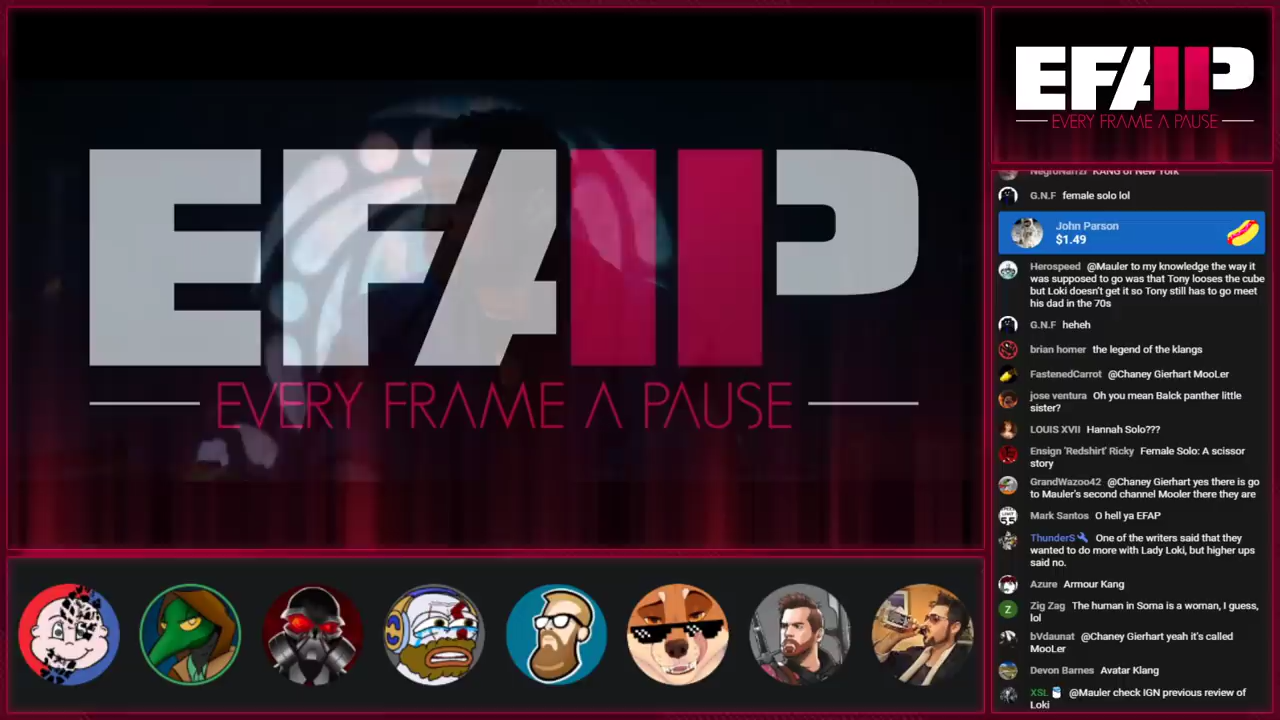 EFAP
EVERY FRAME A PAUSE
EFAP
EVERY FRAME A PAUSE
KANG of New York
G.N.F female solo lol
John Parson
$1.49
Herospeed @Mauler to my knowledge the way it
was supposed to go was that Tony looses the cube
but Loki doesn't get it so Tony still has to go meet
his dad in the 70s
G.N.F heheh
brian homer the legend of the klangs
FastenedCarrot @Chaney Gierhart MooLer
jose ventura Oh you mean Balck panther little
sister?
LOUIS XVII Hannah Solo???
Ensign 'Redshirt' Ricky Female Solo: A scissor
story
GrandWazoo42 @Chaney Gierhart yes there is go
to Mauler's second channel Mooler there they are
Mark Santos O hell ya EFAP
ThunderS One of the writers said that they
wanted to do more with Lady Loki, but higher ups
said no.
Azure Armour Kang
Z
Zig Zag The human in Soma is a woman, I guess,
lol
bVdaunat @Chaney Gierhart yeah it's called
MooLer
Devon Barnes Avatar Klang
XSL @Mauler check IGN previous review of
Loki